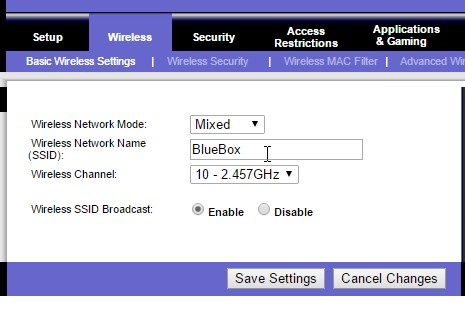 Setup Wireless Security Access Restrictions Applications & Gaming
Basic Wireless Settings | Wireless Security | Wireless MAC Filter | Advanced Wir
Wireless Network Mode: Mixed
Wireless Network Name (SSID): BlueBox
Wireless Channel: 10 - 2.457GHz
Wireless SSID Broadcast: Enable Disable
Save Settings Cancel Changes